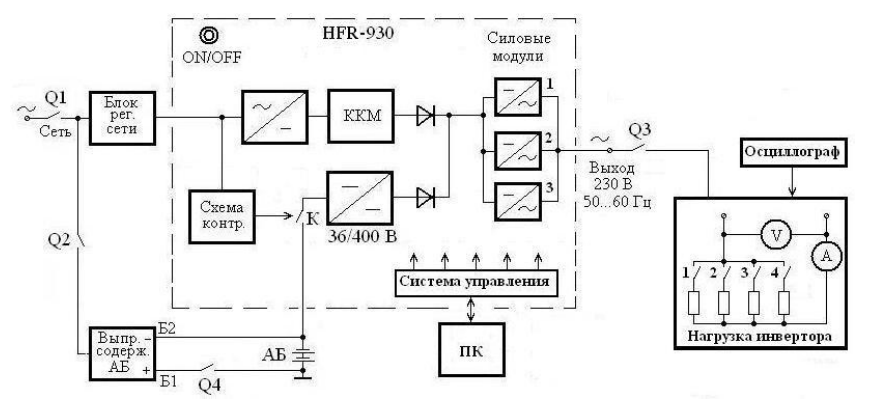 HFR-930
ON/OFF
Силовые
модули
Q1
Сеть
Блок
рег.
сети
ККМ
1
2
3
Q3
Выход
230 В
50...60 Гц
Осциллограф
Схема
контр.
К
36/400 В
Q2
Система управления
ПК
V
A
1 2 3 4
Нагрузка инвертора
Выпр. –
содерж.
АБ +
Б2
Б1
АБ
Q4